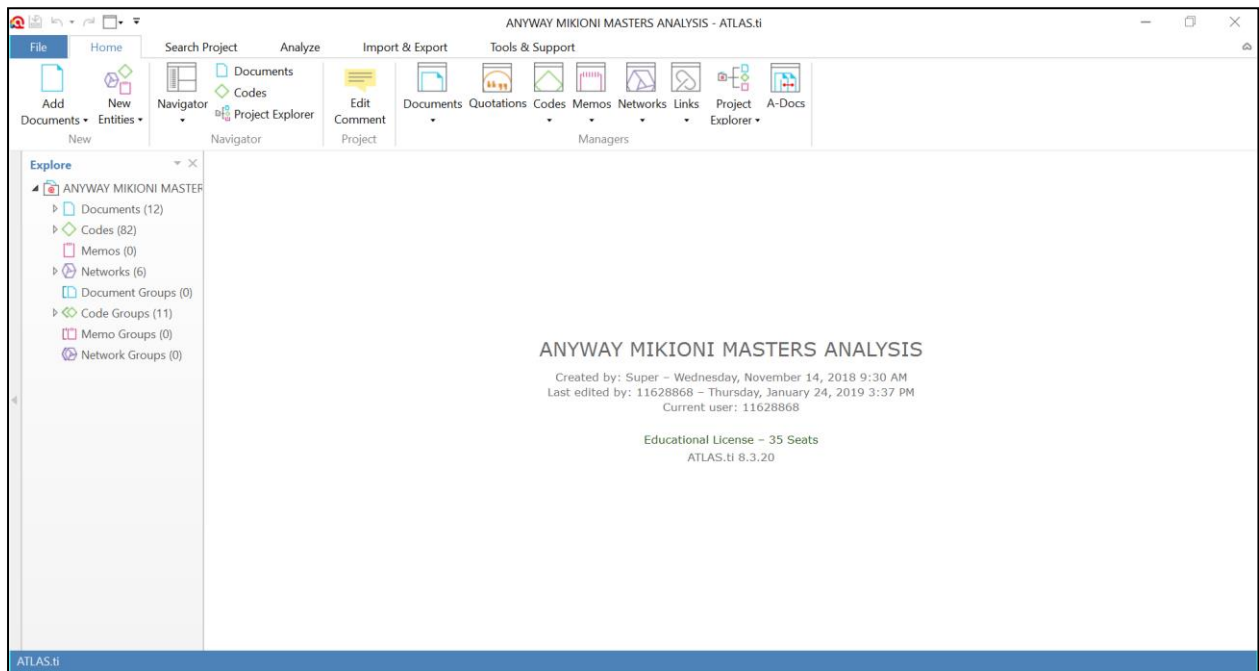 ANYWAY MIKIONI MASTERS ANALYSIS - ATLAS.ti
File Home Search Project Analyze Import & Export Tools & Support
Add Documents
New Entities
New
Navigator
Documents
Codes
Project Explorer
Navigator
Edit Comment
Project
Documents Quotations Codes Memos Networks Links Project Explorer A-Docs
Managers
Explore
ANYWAY MIKIONI MASTER
Documents (12)
Codes (82)
Memos (0)
Networks (6)
Document Groups (0)
Code Groups (11)
Memo Groups (0)
Network Groups (0)
ANYWAY MIKIONI MASTERS ANALYSIS
Created by: Super – Wednesday, November 14, 2018 9:30 AM
Last edited by: 11628868 – Thursday, January 24, 2019 3:37 PM
Current user: 11628868
Educational License – 35 Seats
ATLAS.ti 8.3.20
ATLAS.ti